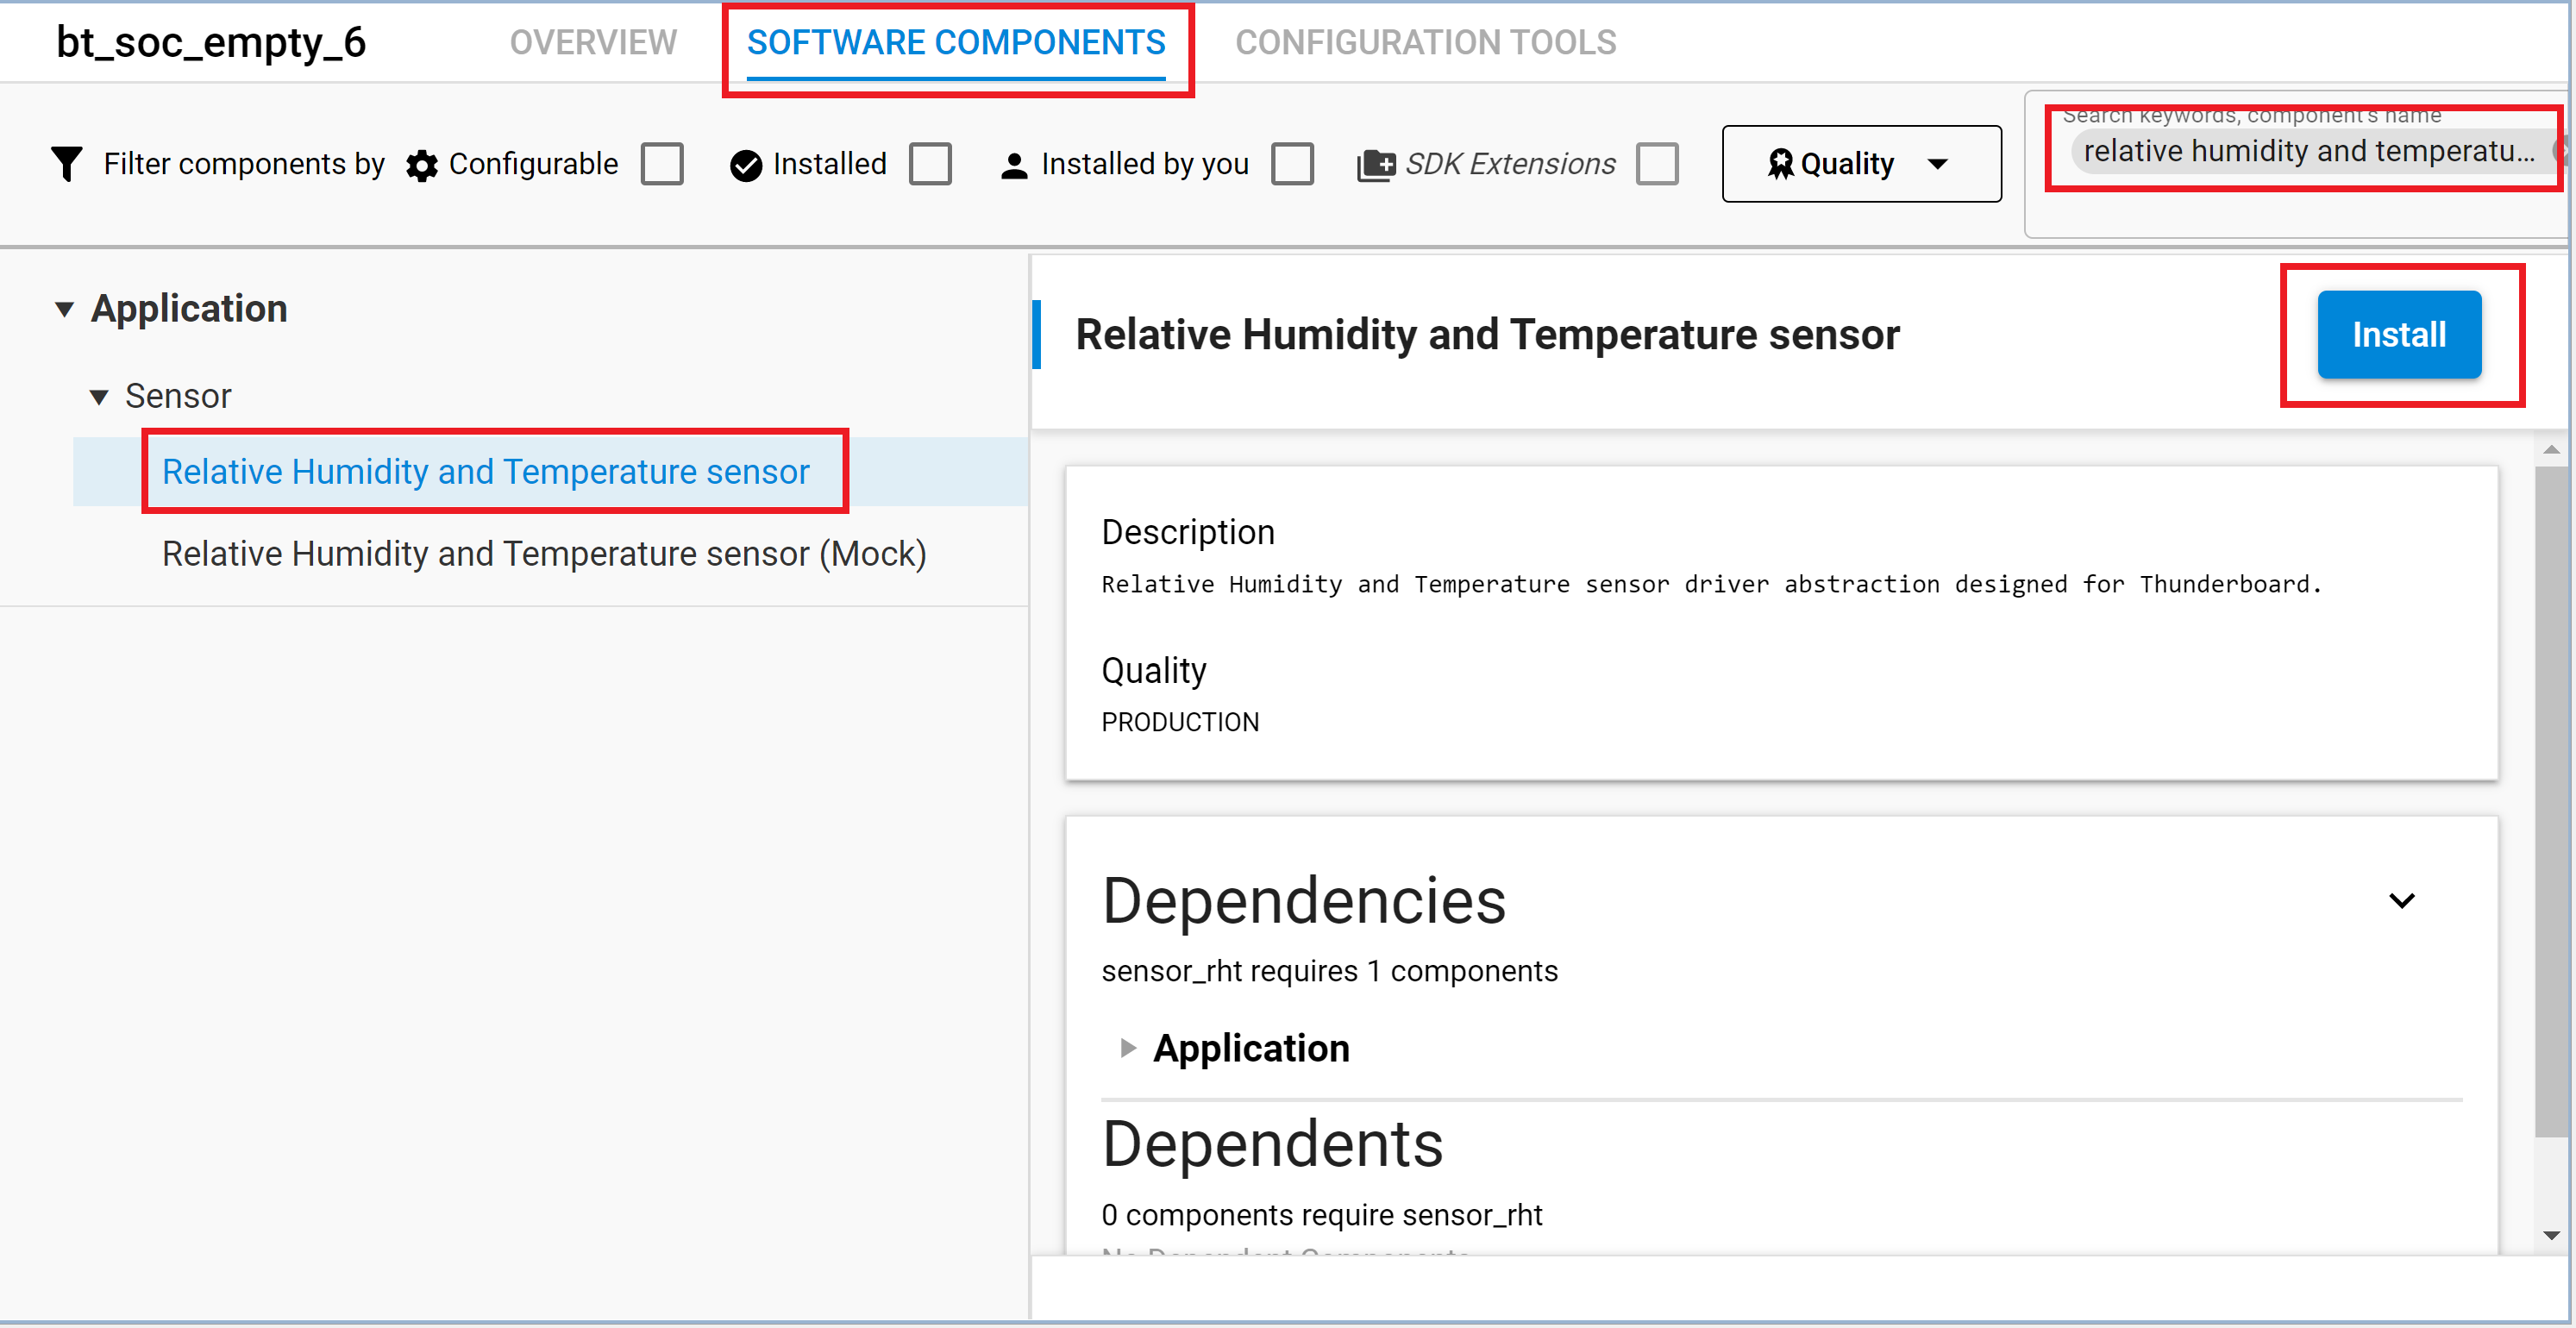 bt_soc_empty_6 OVERVIEW SOFTWARE COMPONENTS CONFIGURATION TOOLS
Filter components by Configurable Installed Installed by you SDK Extensions Quality
Search keywords, component's name
relative humidity and temperatu...
Application
Sensor
Relative Humidity and Temperature sensor
Relative Humidity and Temperature sensor (Mock)
Relative Humidity and Temperature sensor
Install
Description
Relative Humidity and Temperature sensor driver abstraction designed for Thunderboard.
Quality
PRODUCTION
Dependencies
sensor_rht requires 1 components
Application
Dependents
0 components require sensor_rht
No Dependent Components